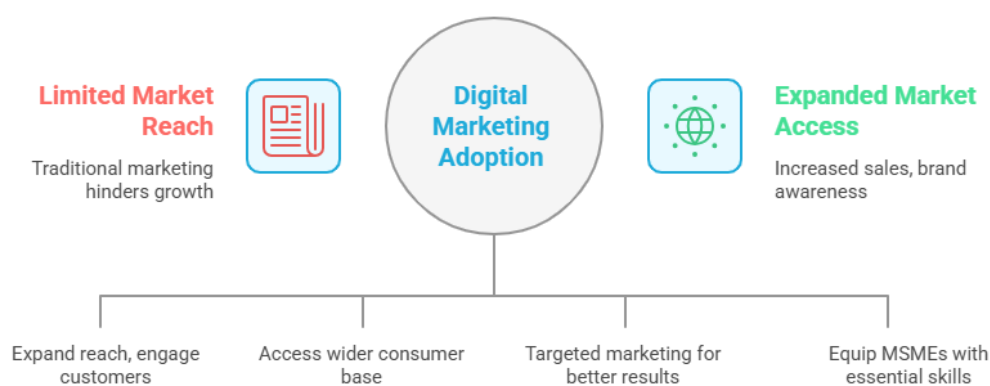 Limited Market
Reach
Traditional marketing
hinders growth
Digital
Marketing
Adoption
Expanded Market
Access
Increased sales, brand
awareness
Expand reach, engage
customers
Access wider consumer
base
Targeted marketing for
better results
Equip MSMEs with
essential skills